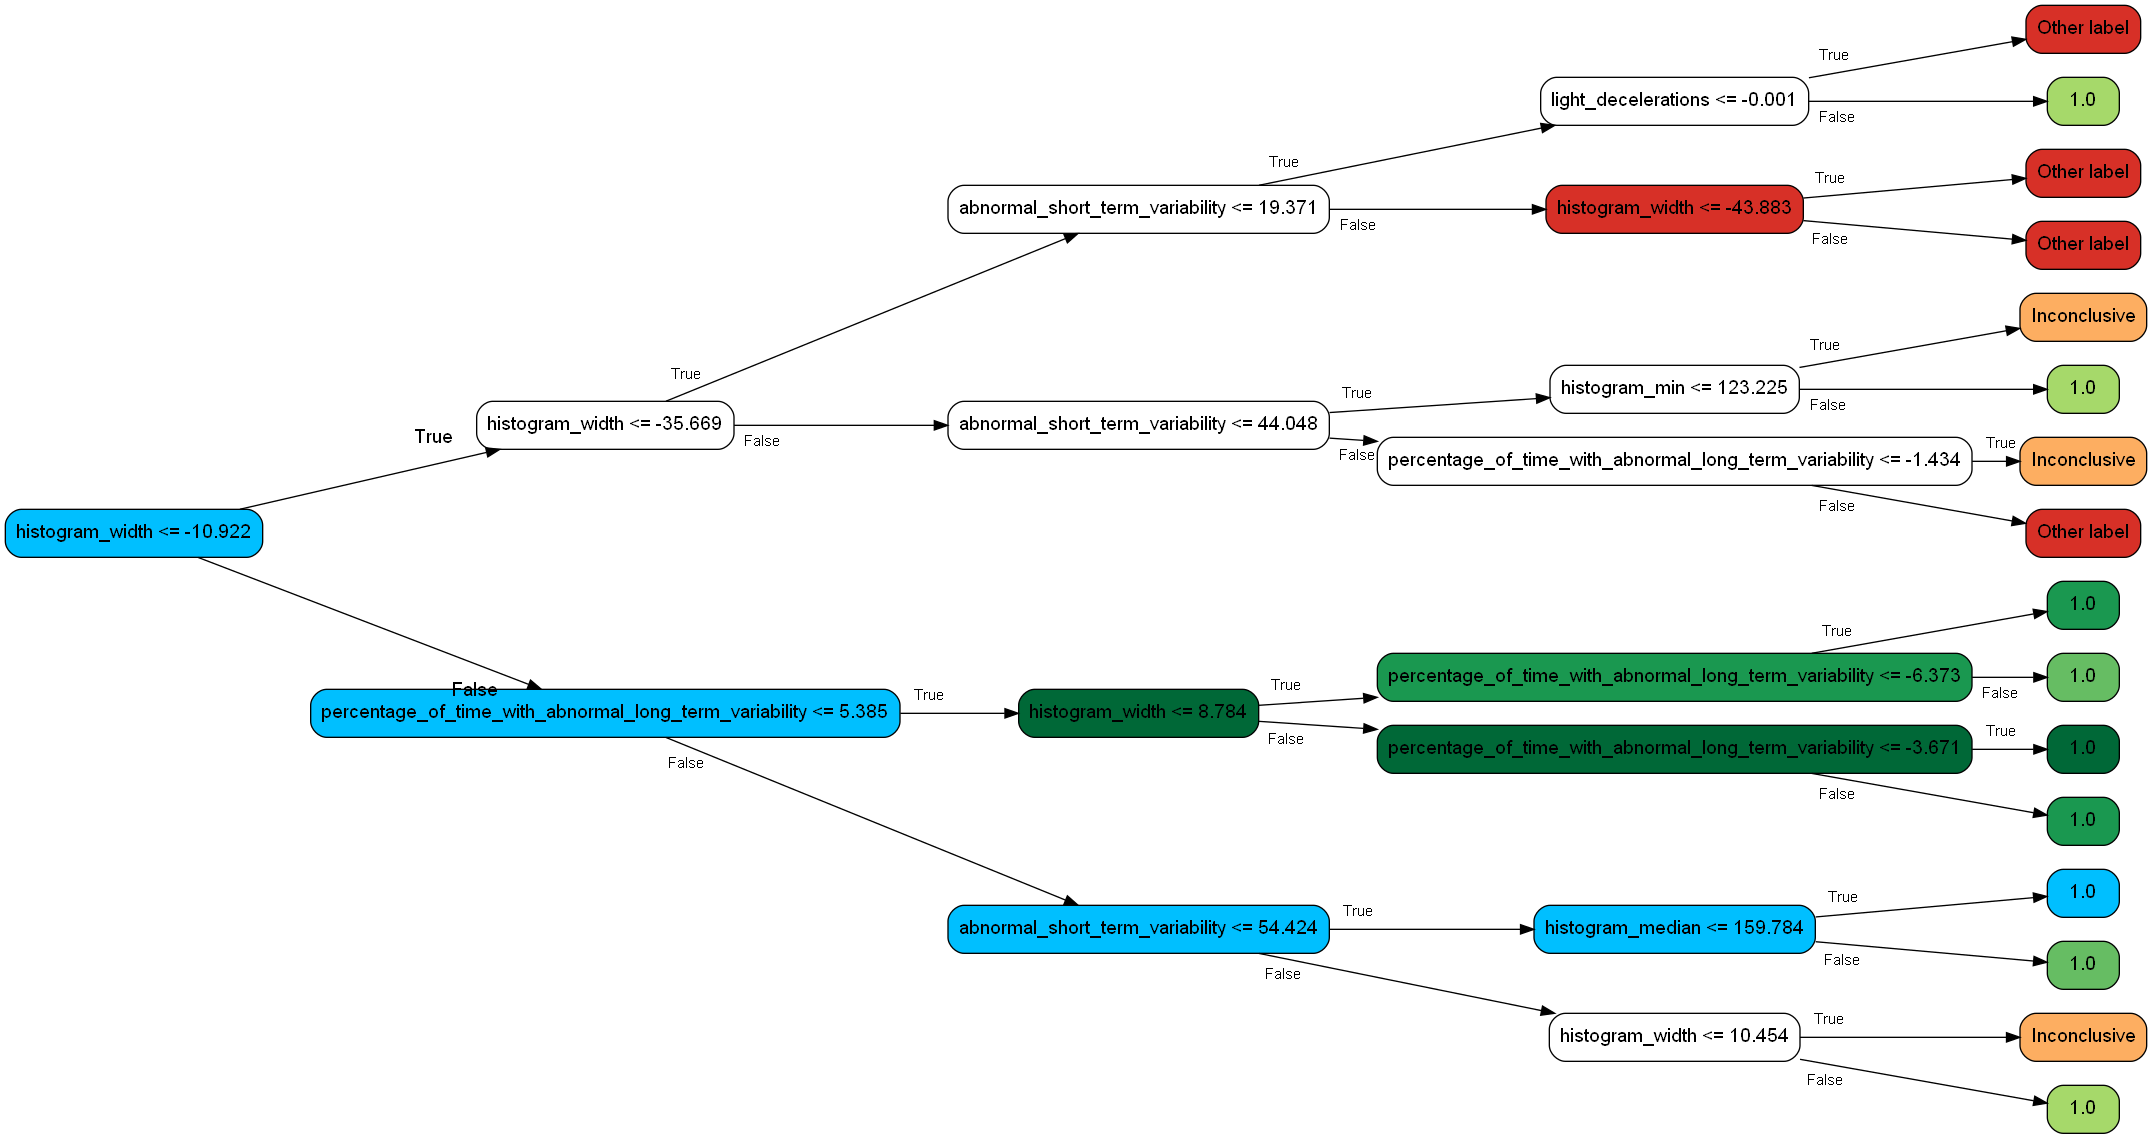 Other label
True
light_decelerations <= -0.001
1.0
False
True
abnormal_short_term_variability <= 19.371
True
Other label
histogram_width <= -43.883
False
False
Other label
True
histogram_width <= -35.669
False
True
Inconclusive
True
histogram_min <= 123.225
1.0
True
False
abnormal_short_term_variability <= 44.048
False
percentage_of_time_with_abnormal_long_term_variability <= -1.434
True
Inconclusive
False
Other label
True
histogram_width <= -10.922
False
True
1.0
percentage_of_time_with_abnormal_long_term_variability <= 5.385
True
False
histogram_width <= 8.784
True
False
percentage_of_time_with_abnormal_long_term_variability <= -6.373
False
1.0
percentage_of_time_with_abnormal_long_term_variability <= -3.671
True
1.0
False
1.0
abnormal_short_term_variability <= 54.424
True
False
histogram_median <= 159.784
True
1.0
False
1.0
histogram_width <= 10.454
True
Inconclusive
False
1.0